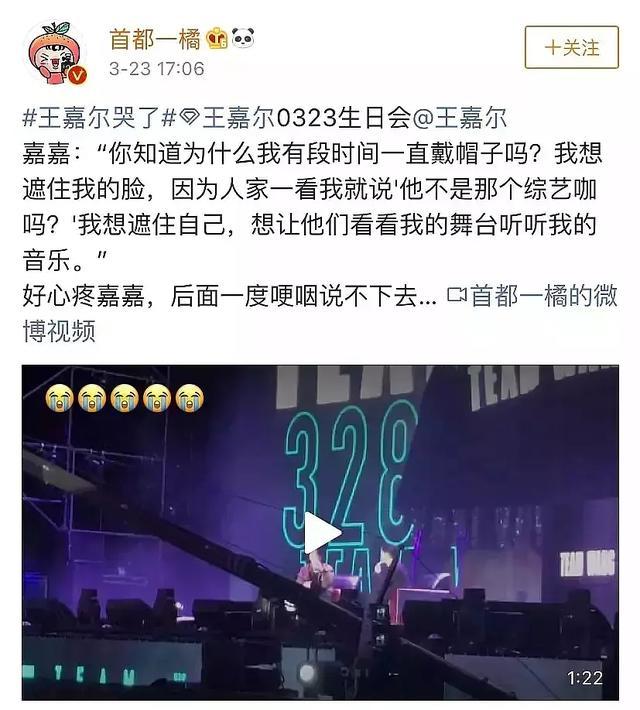 首都一橘
3-23 17:06
+关注
#王嘉尔哭了#王嘉尔0323生日会@王嘉尔
嘉嘉：“你知道为什么我有段时间一直戴帽子吗？我想
遮住我的脸，因为人家一看我就说'他不是那个综艺咖
吗？'我想遮住自己，想让他们看看我的舞台听听我的
音乐。”
好心疼嘉嘉，后面一度哽咽说不下去... 首都一橘的微
博视频
328
TEAM WANG
TEAM
1:22